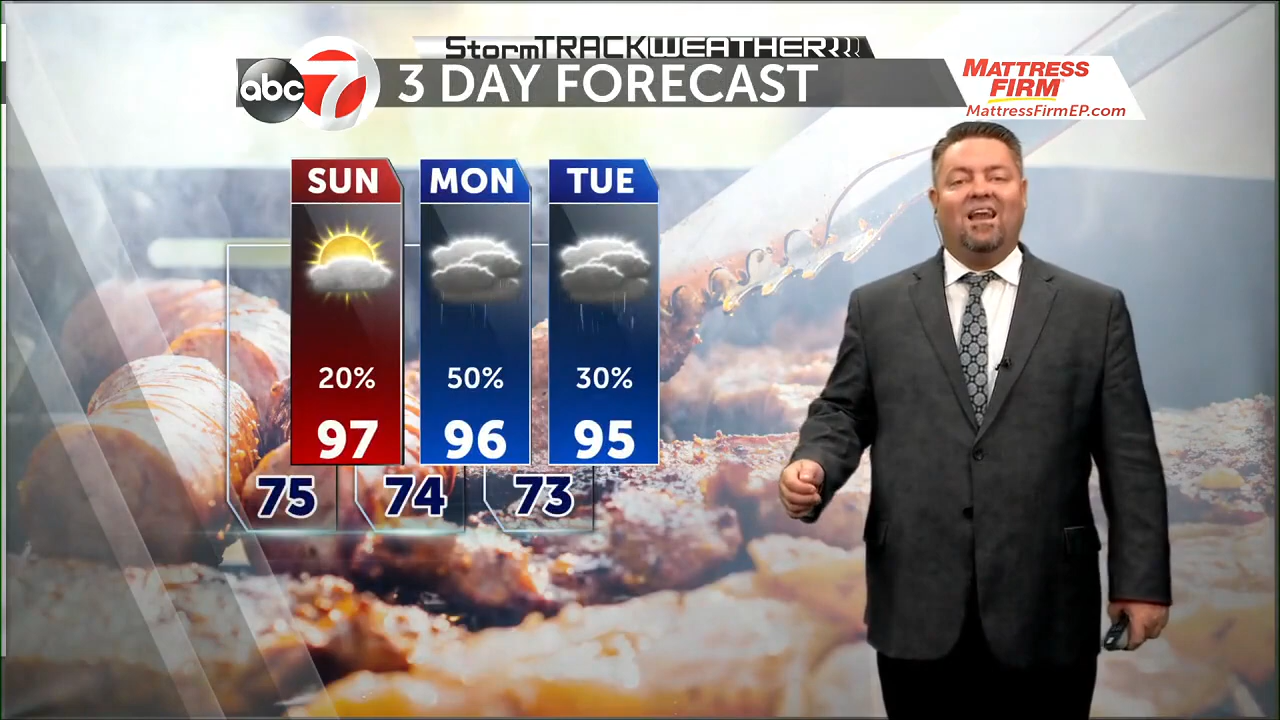 StormTRACKWEATHER
abc 7 3 DAY FORECAST
MATTRESS
FIRM
MattressFirmEP.com
SUN MON TUE
20% 50% 30%
97 96 95
75 74 73